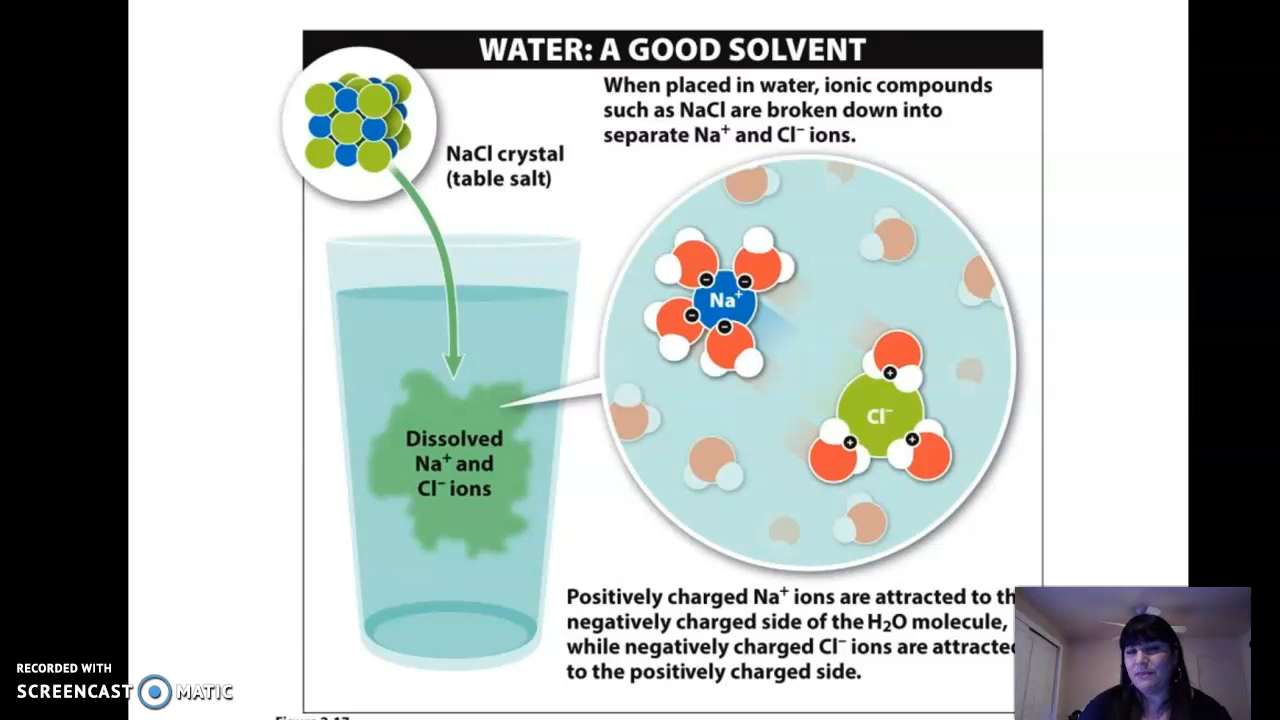 WATER: A GOOD SOLVENT
When placed in water, ionic compounds
such as NaCl are broken down into
separate Na⁺ and Cl⁻ ions.
NaCl crystal
(table salt)
Na⁺
Cl⁻
Dissolved
Na⁺ and
Cl⁻ ions
Positively charged Na⁺ ions are attracted to
negatively charged side of the H₂O molecule,
while negatively charged Cl⁻ ions are
to the positively charged side.
RECORDED WITH
SCREENCAST MATIC